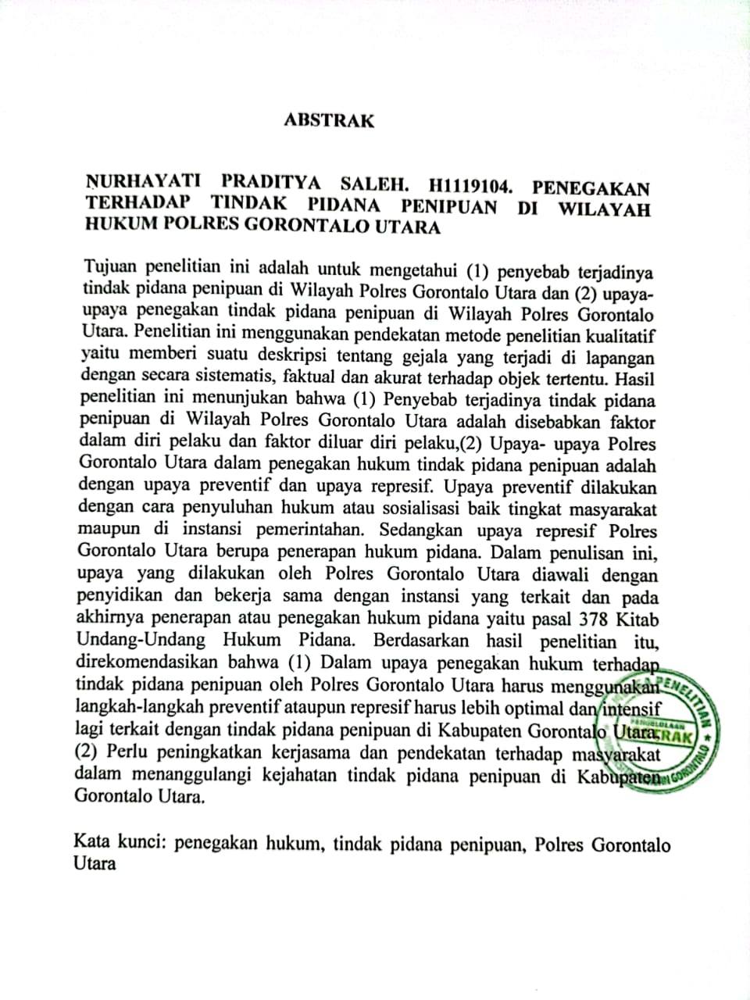 ABSTRAK
NURHAYATI PRADITYA SALEH. H1119104. PENEGAKAN
TERHADAP TINDAK PIDANA PENIPUAN DI WILAYAH
HUKUM POLRES GORONTALO UTARA
Tujuan penelitian ini adalah untuk mengetahui (1) penyebab terjadinya
tindak pidana penipuan di Wilayah Polres Gorontalo Utara dan (2) upaya-
upaya penegakan tindak pidana penipuan di Wilayah Polres Gorontalo
Utara. Penelitian ini menggunakan pendekatan metode penelitian kualitatif
yaitu memberi suatu deskripsi tentang gejala yang terjadi di lapangan
dengan secara sistematis, faktual dan akurat terhadap objek tertentu. Hasil
penelitian ini menunjukan bahwa (1) Penyebab terjadinya tindak pidana
penipuan di Wilayah Polres Gorontalo Utara adalah disebabkan faktor
dalam diri pelaku dan faktor diluar diri pelaku,(2) Upaya- upaya Polres
Gorontalo Utara dalam penegakan hukum tindak pidana penipuan adalah
dengan upaya preventif dan upaya represif. Upaya preventif dilakukan
dengan cara penyuluhan hukum atau sosialisasi baik tingkat masyarakat
maupun di instansi pemerintahan. Sedangkan upaya represif Polres
Gorontalo Utara berupa penerapan hukum pidana. Dalam penulisan ini,
upaya yang dilakukan oleh Polres Gorontalo Utara diawali dengan
penyidikan dan bekerja sama dengan instansi yang terkait dan pada
akhirnya penerapan atau penegakan hukum pidana yaitu pasal 378 Kitab
Undang-Undang Hukum Pidana. Berdasarkan hasil penelitian itu,
direkomendasikan bahwa (1) Dalam upaya penegakan hukum terhadap
tindak pidana penipuan oleh Polres Gorontalo Utara harus menggunakan
langkah-langkah preventif ataupun represif harus lebih optimal dan intensif
lagi terkait dengan tindak pidana penipuan di Kabupaten Gorontalo Utara,
(2) Perlu peningkatan kerjasama dan pendekatan terhadap masyarakat
dalam menanggulangi kejahatan tindak pidana penipuan di Kabupaten
Gorontalo Utara.
Kata kunci: penegakan hukum, tindak pidana penipuan, Polres Gorontalo
Utara
PENELITIAN
GORONTALO